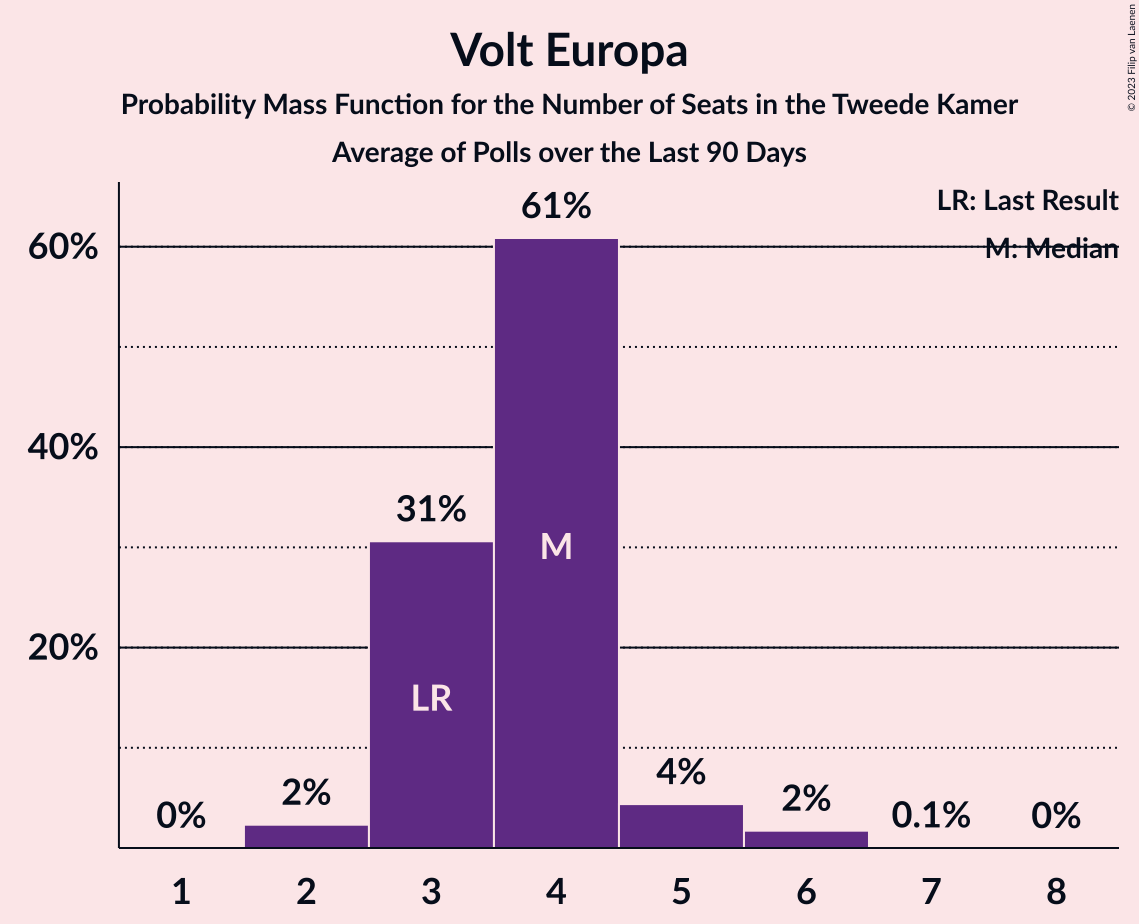 Volt Europa
Probability Mass Function for the Number of Seats in the Tweede Kamer
Average of Polls over the Last 90 Days
© 2023 Filip van Laenen
LR: Last Result
M: Median
61%
60%
31%
40%
M
20%
LR
0%
2%
4%
2%
0.1%
0%
1 2 3 4 5 6 7 8